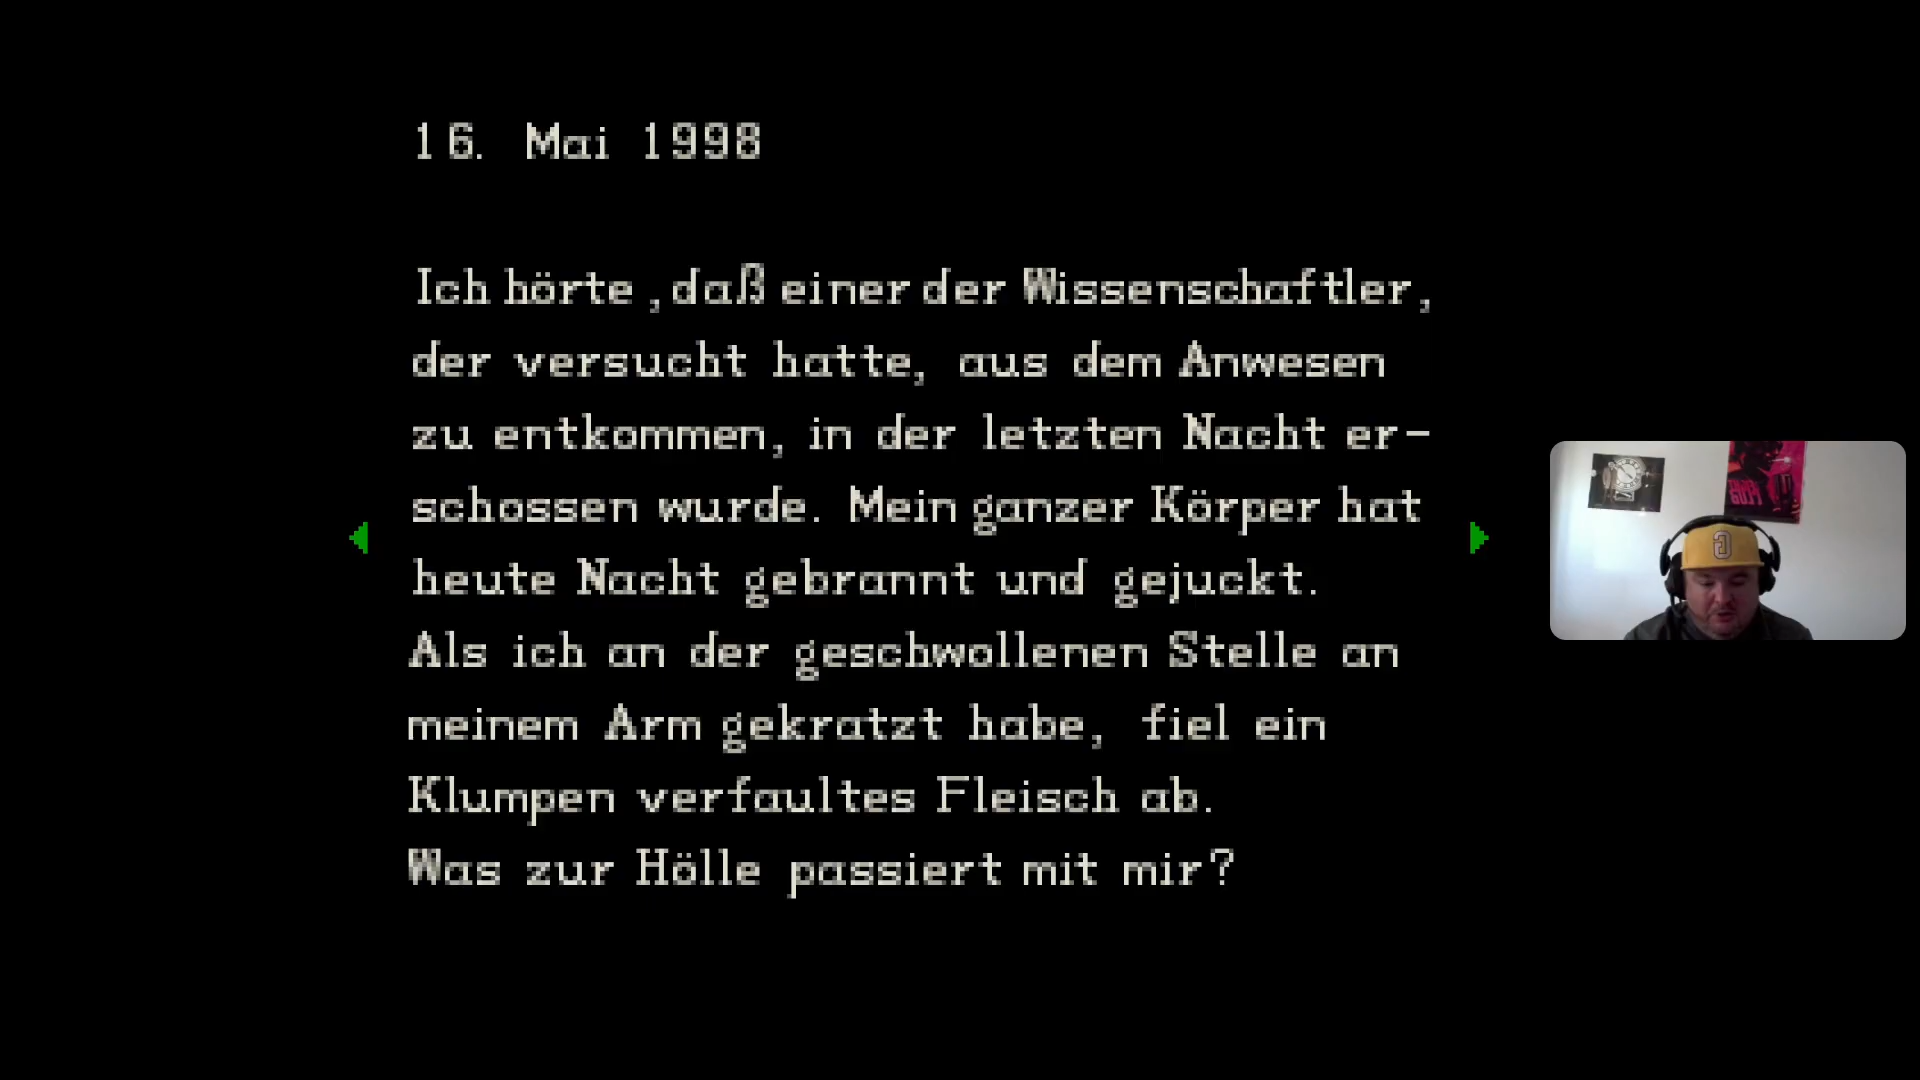 16. Mai 1998
Ich hörte, daß einer der Wissenschaftler,
der versucht hatte, aus dem Anwesen
zu entkommen, in der letzten Nacht er-
schossen wurde. Mein ganzer Körper hat
heute Nacht gebrannt und gejuckt.
Als ich an der geschwollenen Stelle an
meinem Arm gekratzt habe, fiel ein
Klumpen verfaultes Fleisch ab.
Was zur Hölle passiert mit mir?